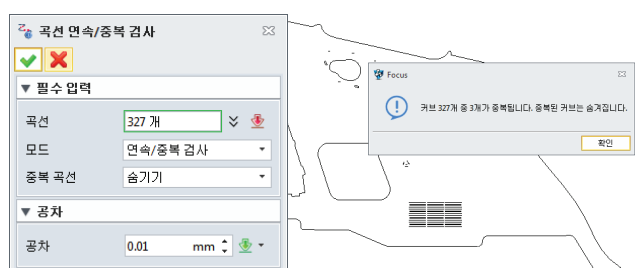 곡선 연속/중복 검사
필수 입력
곡선 327 개
모드 연속/중복 검사
중복 곡선 숨기기
공차
공차 0.01 mm
Focus
커브 327개 중 3개가 중복됩니다. 중복된 커브는 숨겨집니다.
확인